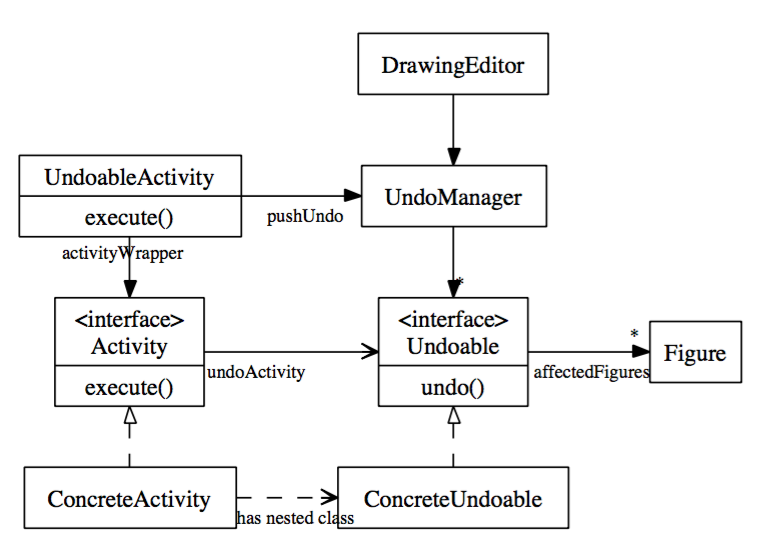 DrawingEditor
UndoableActivity
execute()
pushUndo
UndoManager
activityWrapper
*
<interface>
Activity
execute()
undoActivity
<interface>
Undoable
undo()
*
affectedFigures
Figure
ConcreteActivity
has nested class
ConcreteUndoable